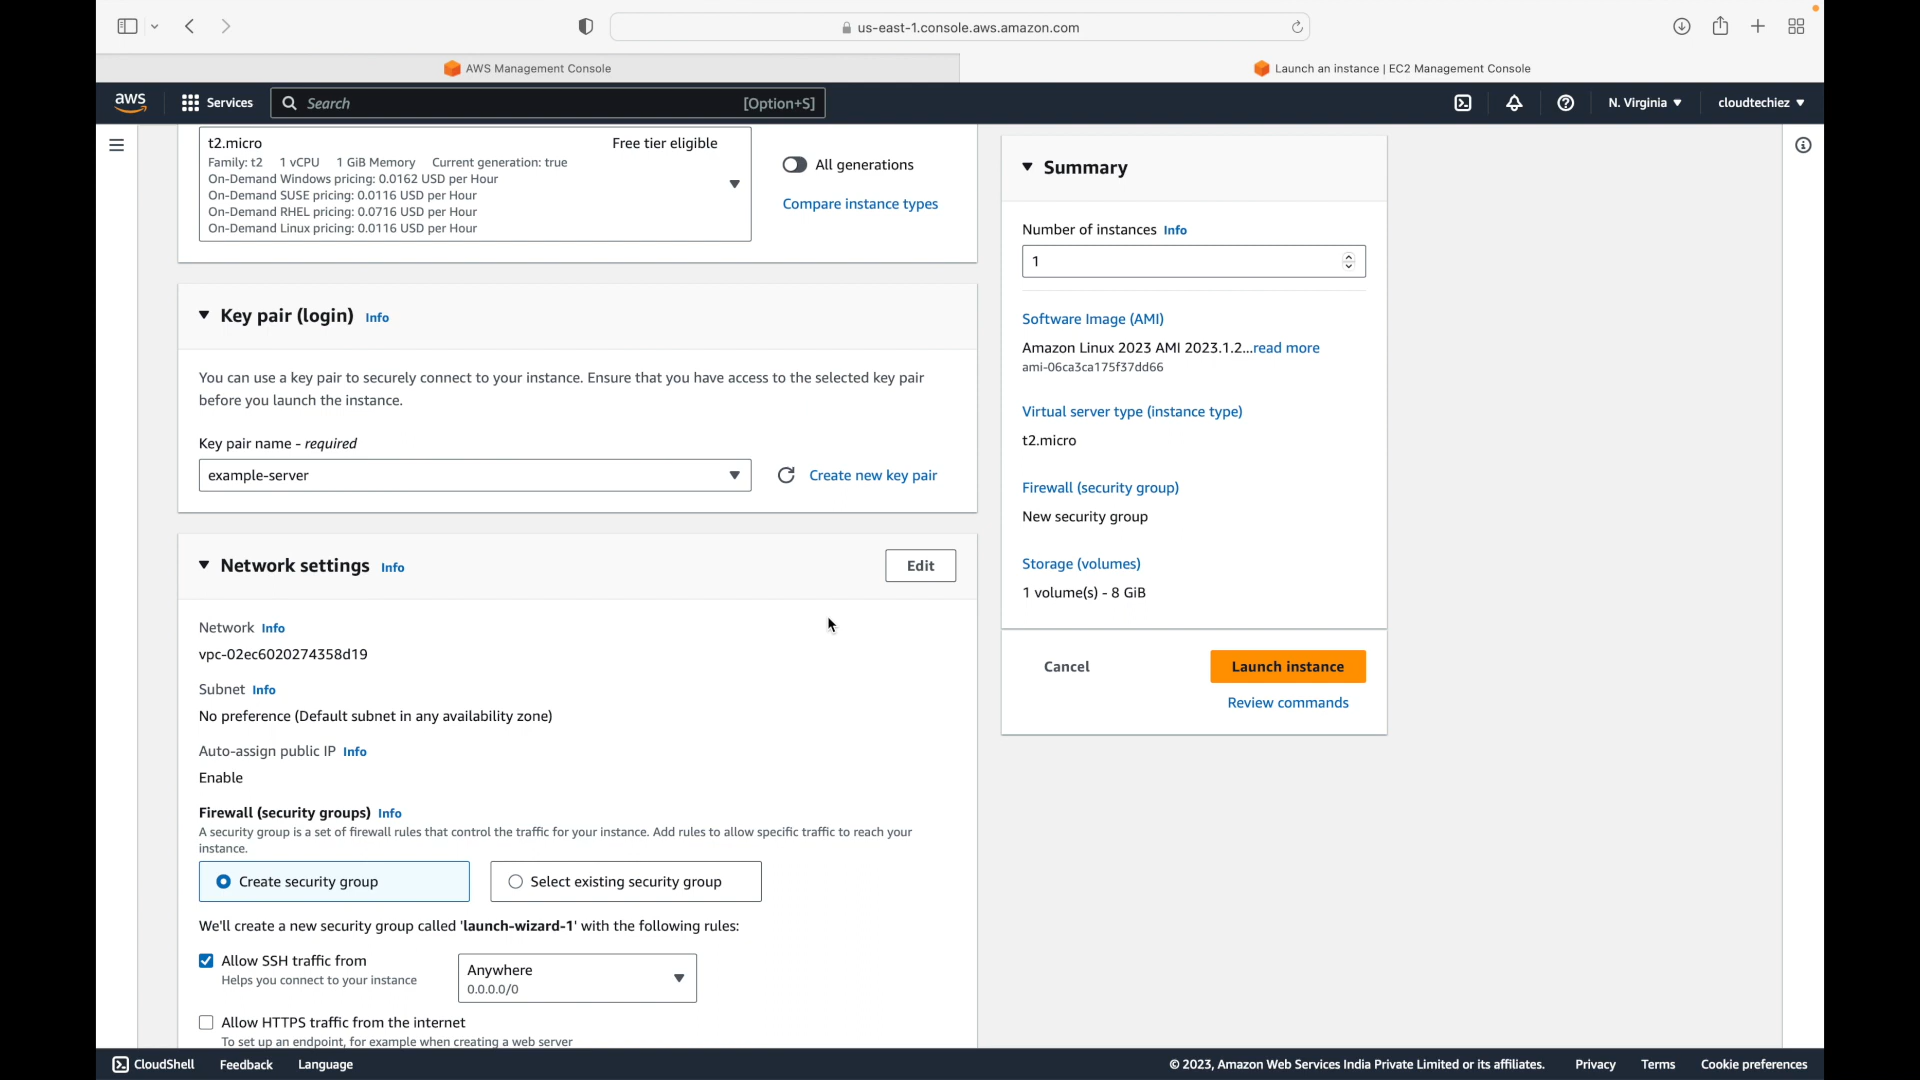 us-east-1.console.aws.amazon.com
AWS Management Console
Launch an instance | EC2 Management Console
aws
Services
Search
[Option+S]
N. Virginia
cloudtechiez
t2.micro
Free tier eligible
Family: t2 1 vCPU 1 GiB Memory Current generation: true
On-Demand Windows pricing: 0.0162 USD per Hour
On-Demand SUSE pricing: 0.0116 USD per Hour
On-Demand RHEL pricing: 0.0716 USD per Hour
On-Demand Linux pricing: 0.0116 USD per Hour
All generations
Compare instance types
Key pair (login) Info
You can use a key pair to securely connect to your instance. Ensure that you have access to the selected key pair
before you launch the instance.
Key pair name - required
example-server
Create new key pair
Network settings Info
Edit
Network Info
vpc-02ec6020274358d19
Subnet Info
No preference (Default subnet in any availability zone)
Auto-assign public IP Info
Enable
Firewall (security groups) Info
A security group is a set of firewall rules that control the traffic for your instance. Add rules to allow specific traffic to reach your
instance.
Create security group
Select existing security group
We'll create a new security group called 'launch-wizard-1' with the following rules:
Allow SSH traffic from
Helps you connect to your instance
Anywhere
0.0.0.0/0
Allow HTTPS traffic from the internet
To set up an endpoint, for example when creating a web server
Summary
Number of instances Info
1
Software Image (AMI)
Amazon Linux 2023 AMI 2023.1.2...read more
ami-06ca3ca175f37dd66
Virtual server type (instance type)
t2.micro
Firewall (security group)
New security group
Storage (volumes)
1 volume(s) - 8 GiB
Cancel
Launch instance
Review commands
CloudShell
Feedback
Language
© 2023, Amazon Web Services India Private Limited or its affiliates.
Privacy
Terms
Cookie preferences